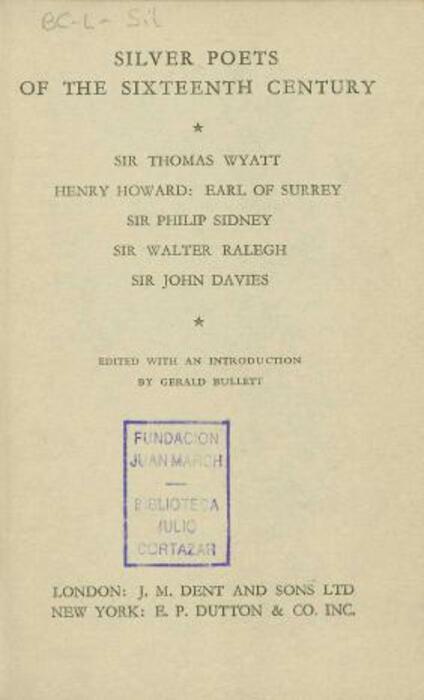 BC-L- Sil
SILVER POETS
OF THE SIXTEENTH CENTURY
SIR THOMAS WYATT
HENRY HOWARD: EARL OF SURREY
SIR PHILIP SIDNEY
SIR WALTER RALEGH
SIR JOHN DAVIES
EDITED WITH AN INTRODUCTION
BY GERALD BULLETT
FUNDACION
JUAN MARCH
BIBLIOTECA
JULIO
CORTAZAR
LONDON: J. M. DENT AND SONS LTD
NEW YORK: E. P. DUTTON & CO. INC.